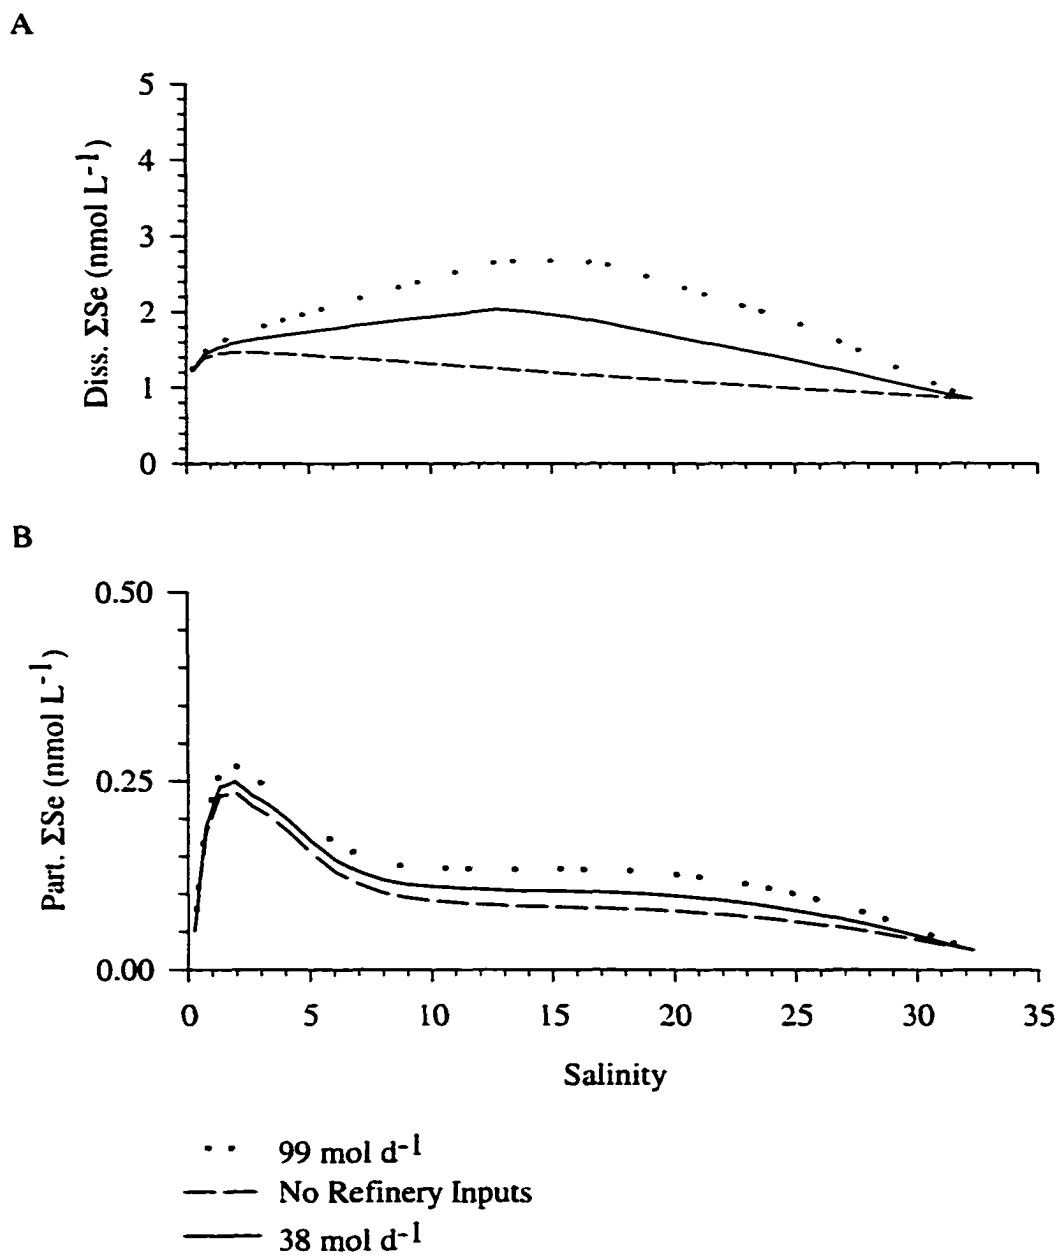 A
Diss. ΣSe (nmol L⁻¹)
5
4
3
2
1
0
B
Part. ΣSe (nmol L⁻¹)
0.50
0.25
0.00
0 5 10 15 20 25 30 35
Salinity
99 mol d⁻¹
No Refinery Inputs
38 mol d⁻¹